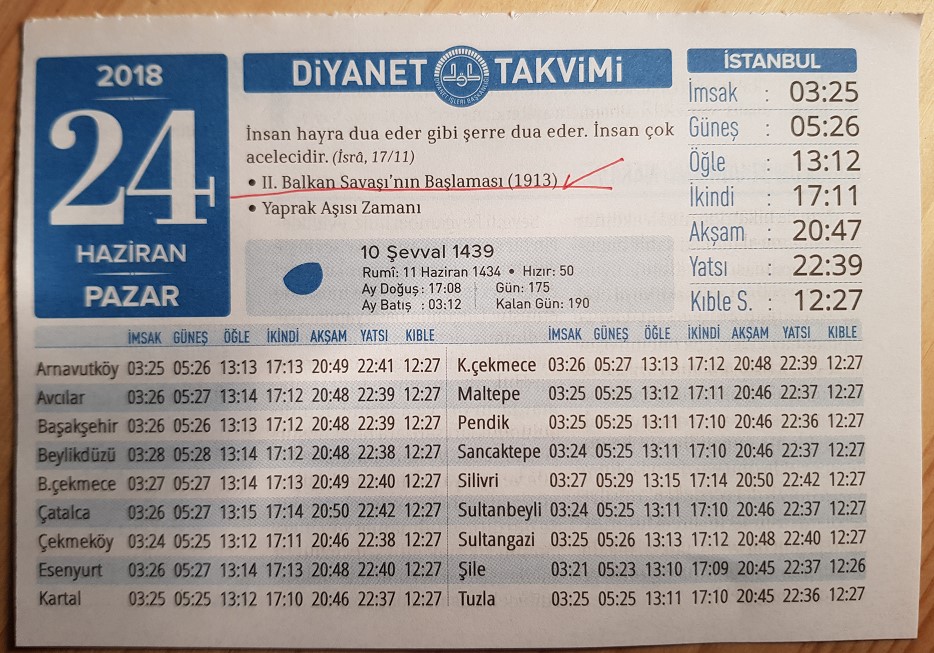 2018
24
HAZİRAN
PAZAR
DİYANET TAKVİMİ
DİYANET İŞLERİ BAŞKANLIĞI
İnsan hayra dua eder gibi şerre dua eder. İnsan çok
acelecidir. (İsrâ, 17/11)
• II. Balkan Savaşı'nın Başlaması (1913)
• Yaprak Aşısı Zamanı
10 Şevval 1439
Rumî: 11 Haziran 1434 • Hızır: 50
Ay Doğuş : 17:08 Gün: 175
Ay Batış : 03:12 Kalan Gün: 190
İSTANBUL
İmsak : 03:25
Güneş : 05:26
Öğle : 13:12
İkindi : 17:11
Akşam : 20:47
Yatsı : 22:39
Kıble S. : 12:27
İMSAK GÜNEŞ ÖĞLE İKİNDİ AKŞAM YATSI KIBLE
Arnavutköy 03:25 05:26 13:13 17:13 20:49 22:41 12:27
Avcılar 03:26 05:27 13:14 17:12 20:48 22:39 12:27
Başakşehir 03:26 05:26 13:13 17:12 20:48 22:39 12:27
Beylikdüzü 03:28 05:28 13:14 17:12 20:48 22:38 12:27
B.çekmece 03:27 05:27 13:14 17:13 20:49 22:40 12:27
Çatalca 03:26 05:27 13:15 17:14 20:50 22:42 12:27
Çekmeköy 03:24 05:25 13:12 17:11 20:46 22:38 12:27
Esenyurt 03:26 05:27 13:14 17:13 20:48 22:40 12:27
Kartal 03:25 05:25 13:12 17:10 20:46 22:37 12:27
İMSAK GÜNEŞ ÖĞLE İKİNDİ AKŞAM YATSI KIBLE
K.çekmece 03:26 05:27 13:13 17:12 20:48 22:39 12:27
Maltepe 03:25 05:25 13:12 17:11 20:46 22:37 12:27
Pendik 03:25 05:25 13:11 17:10 20:46 22:36 12:27
Sancaktepe 03:24 05:25 13:11 17:10 20:46 22:37 12:27
Silivri 03:27 05:29 13:15 17:14 20:50 22:42 12:27
Sultanbeyli 03:24 05:25 13:11 17:10 20:46 22:37 12:27
Sultangazi 03:25 05:26 13:13 17:12 20:48 22:40 12:27
Şile 03:21 05:23 13:10 17:09 20:45 22:37 12:26
Tuzla 03:25 05:25 13:11 17:10 20:45 22:36 12:27